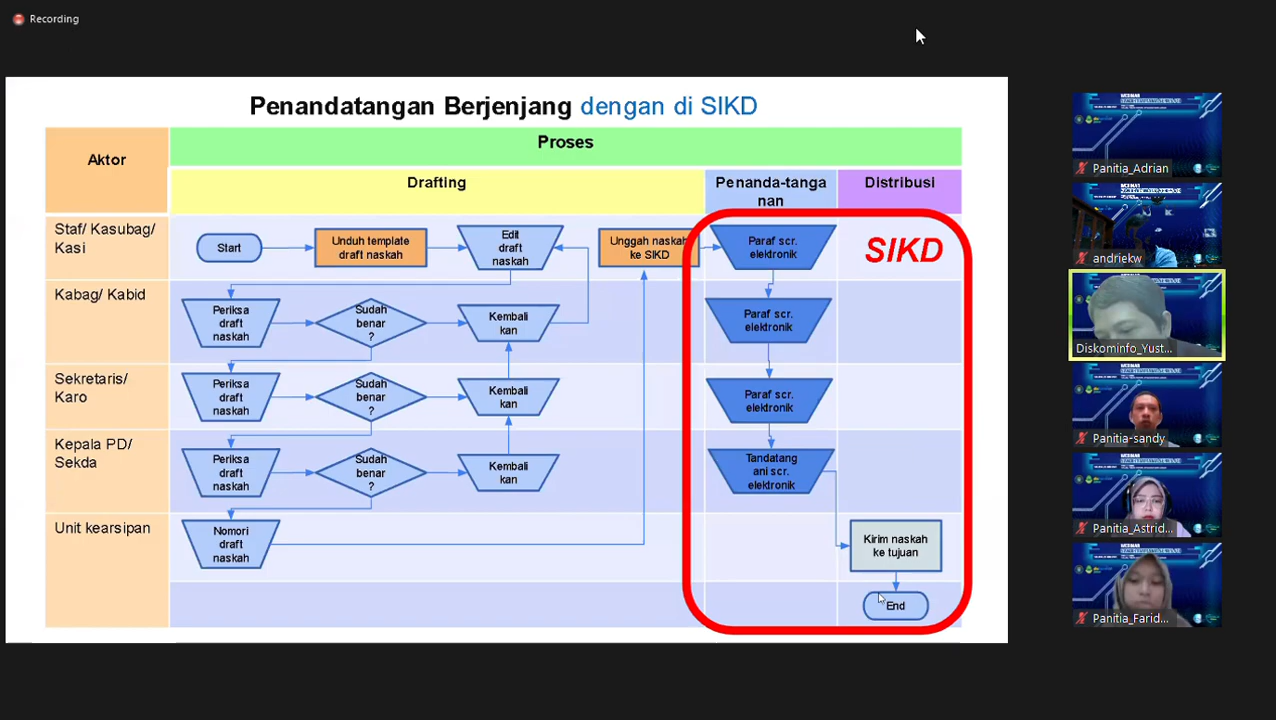 Recording
Penandatangan Berjenjang dengan di SIKD
Aktor
Proses
Drafting
Penanda-tanga
nan
Distribusi
Staf/ Kasubag/
Kasi
Start
Unduh template
draft naskah
Edit
draft
naskah
Unggah naskah
ke SIKD
Paraf scr.
elektronik
SIKD
Kabag/ Kabid
Periksa
draft
naskah
Sudah
benar
?
Kembali
kan
Paraf scr.
elektronik
Sekretaris/
Karo
Periksa
draft
naskah
Sudah
benar
?
Kembali
kan
Paraf scr.
elektronik
Kepala PD/
Sekda
Periksa
draft
naskah
Sudah
benar
?
Kembali
kan
Tandatang
ani scr.
elektronik
Unit kearsipan
Nomori
draft
naskah
Kirim naskah
ke tujuan
End
WEBINAR
Panitia_Adrian
andriekw
Diskominfo_Yust...
Panitia-sandy
Panitia_Astrid...
Panitia_Farid...